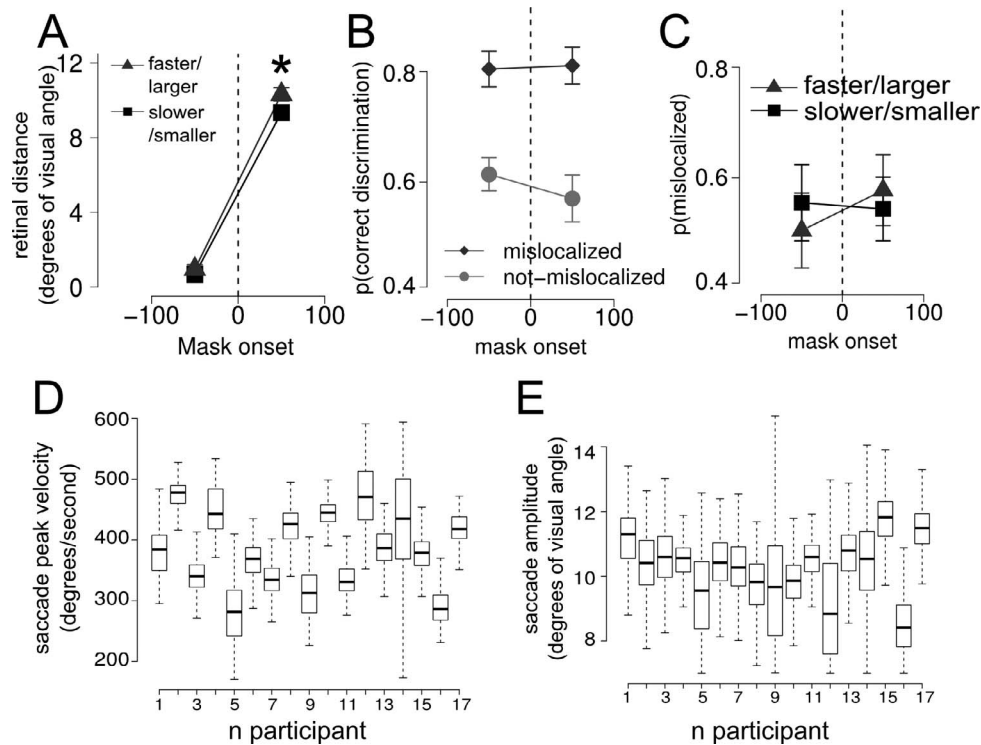 A
retinal distance
(degrees of visual angle)
12
8
4
0
faster/
larger
slower
/smaller
*
−100
0
100
Mask onset
B
p(correct discrimination)
0.8
0.6
0.4
mislocalized
not−mislocalized
−100
0
100
mask onset
C
p(mislocalized)
0.8
0.6
0.4
faster/larger
slower/smaller
−100
0
100
mask onset
D
saccade peak velocity
(degrees/second)
600
500
400
300
200
1 3 5 7 9 11 13 15 17
n participant
E
saccade amplitude
(degrees of visual angle)
14
12
10
8
1 3 5 7 9 11 13 15 17
n participant